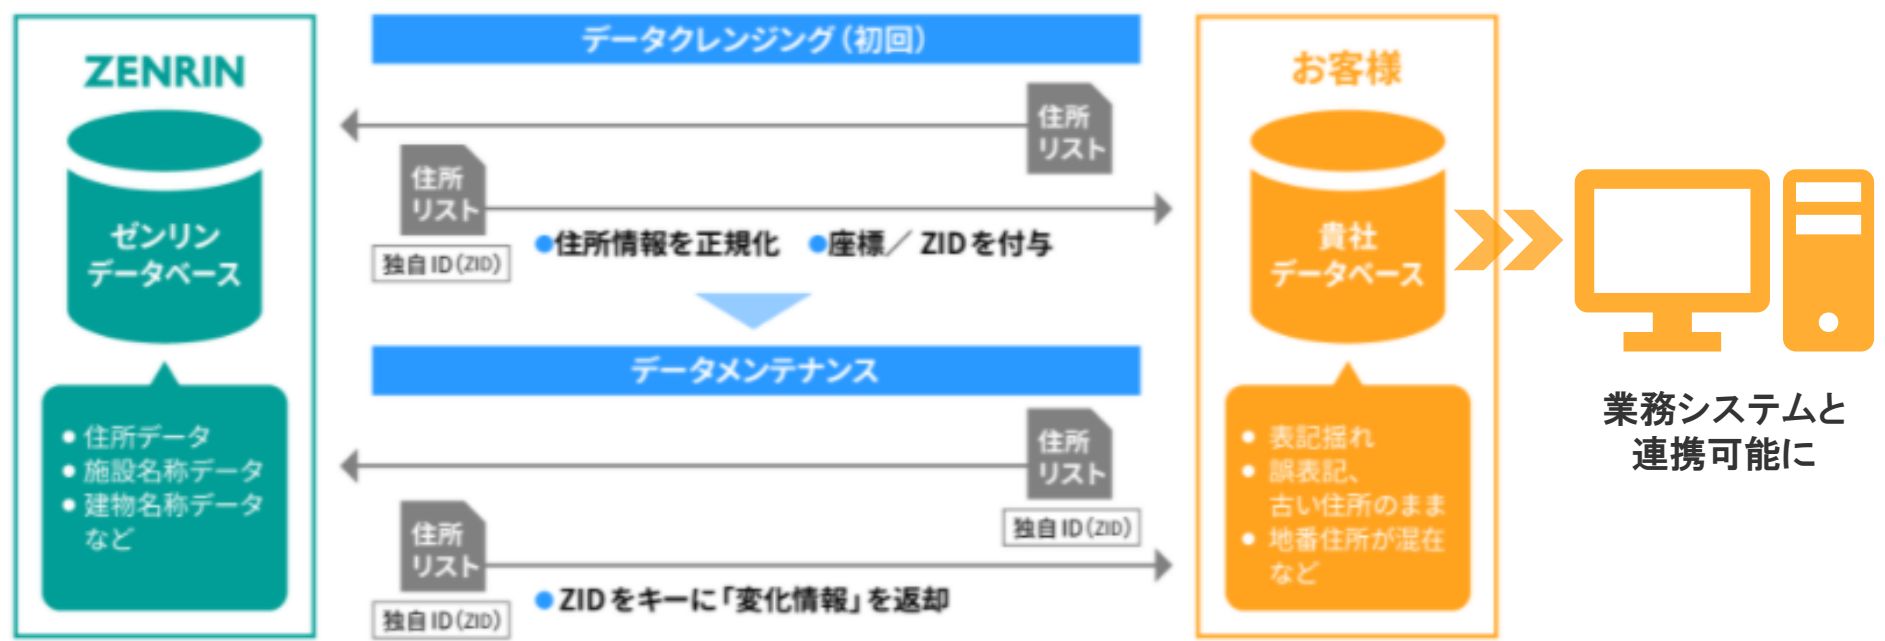 ZENRIN
ゼンリン
データベース
● 住所データ
● 施設名称データ
● 建物名称データ
など
データクレンジング（初回）
住所
リスト
住所
リスト
独自ID（ZID）
●住所情報を正規化 ●座標／ ZIDを付与
データメンテナンス
住所
リスト
独自ID（ZID）
住所
リスト
独自ID（ZID）
● ZIDをキーに「変化情報」を返却
お客様
貴社
データベース
● 表記揺れ
● 誤表記、
古い住所のまま
● 地番住所が混在
など
業務システムと
連携可能に